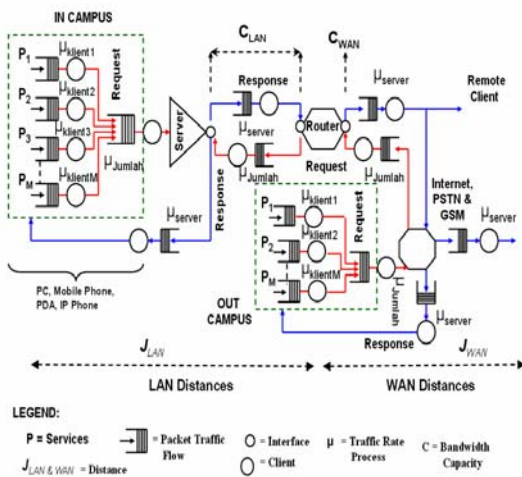 IN CAMPUS
P1
μklient1
P2
μklient2
P3
μklient3
PM
μklientM
Request
μJumlah
Server
CLAN
Response
μserver
μJumlah
Response
Router
CWAN
μserver
Remote
Client
Request
μJumlah
Internet,
PSTN &
GSM
μserver
μserver
PC, Mobile Phone,
PDA, IP Phone
P1
μklient1
P2
μklient2
PM
μklientM
Request
μJumlah
OUT
CAMPUS
Response
μserver
JLAN
JWAN
LAN Distances
WAN Distances
LEGEND:
P = Services
= Packet Traffic
Flow
= Interface
μ = Traffic Rate
Process
C = Bandwidth
Capacity
JLAN & WAN = Distance
= Client